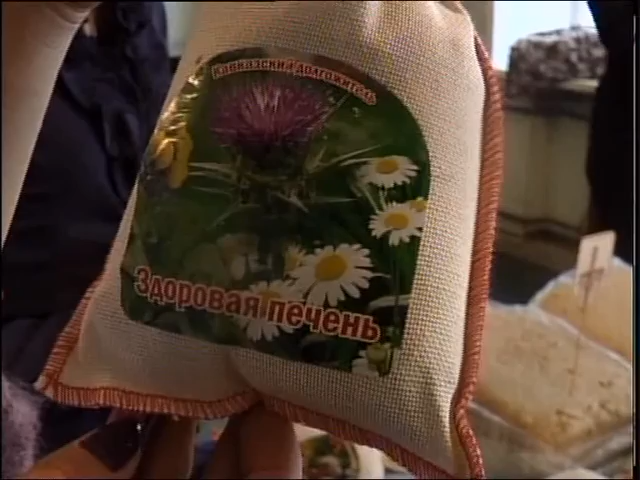 Кавказский долгожитель
Здоровая печень